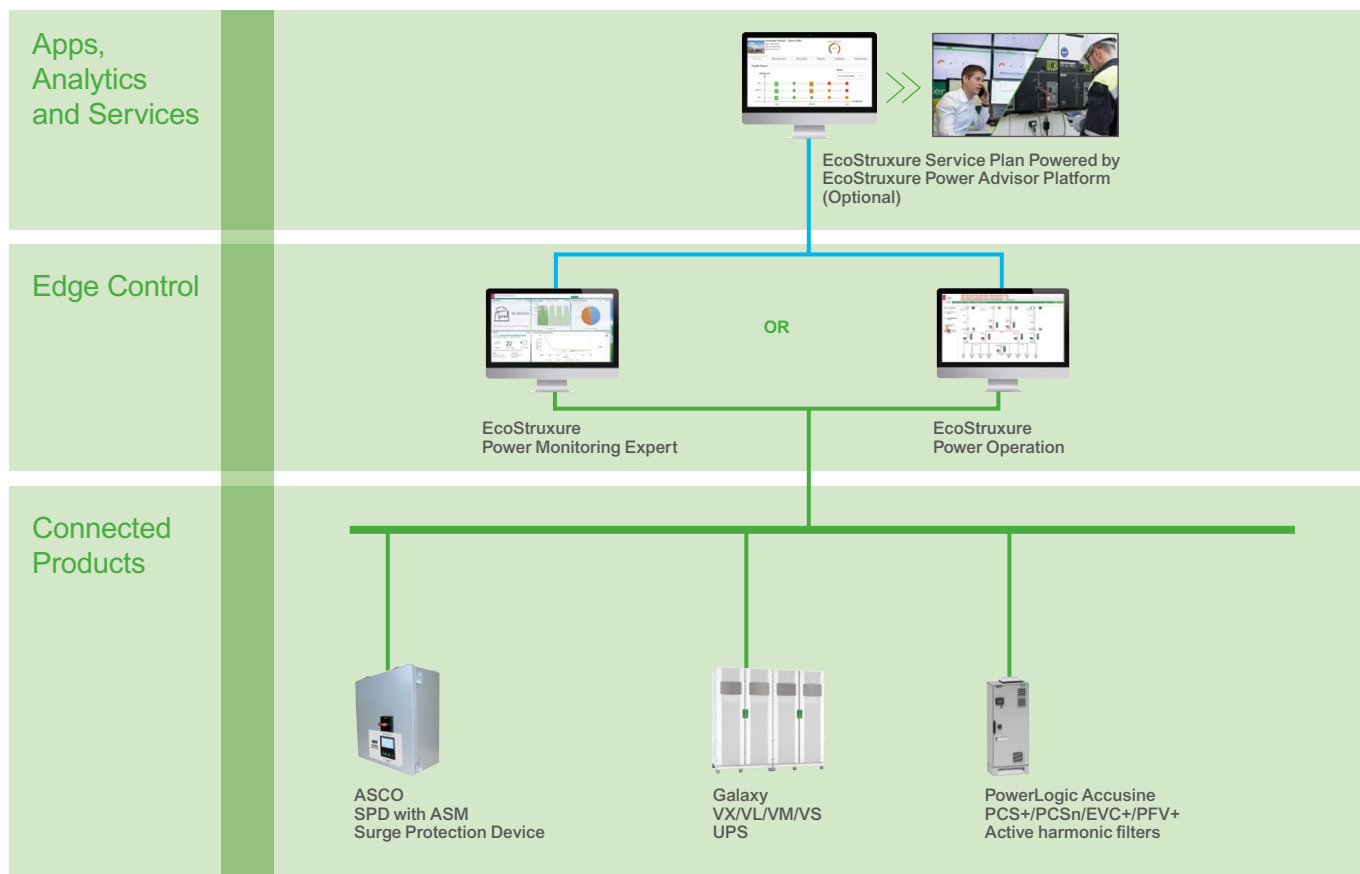 Apps,
Analytics
and Services
EcoStruxure Service Plan Powered by
EcoStruxure Power Advisor Platform
(Optional)
Edge Control
OR
EcoStruxure
Power Monitoring Expert
EcoStruxure
Power Operation
Connected
Products
ASCO
SPD with ASM
Surge Protection Device
Galaxy
VX/VL/VM/VS
UPS
PowerLogic Accusine
PCS+/PCSn/EVC+/PFV+
Active harmonic filters